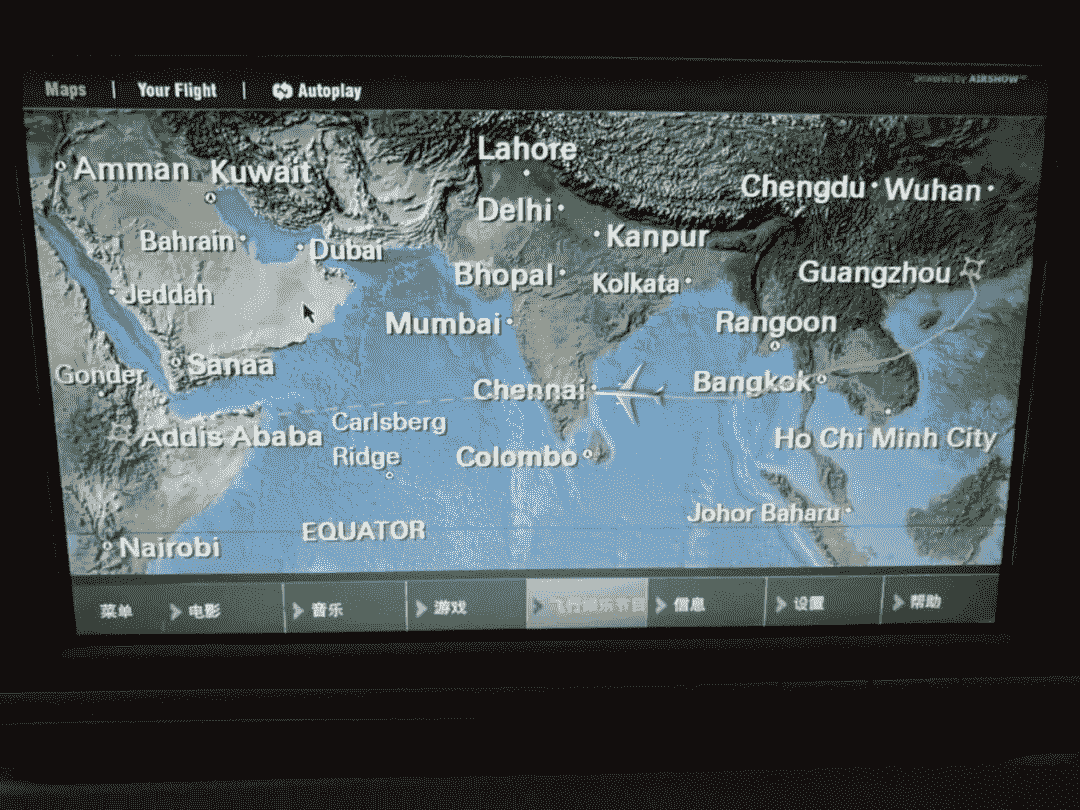 Powered by AIRSHOW
Maps | Your Flight | Autoplay
Lahore
Amman
Kuwait
Chengdu
Wuhan
Delhi
Kanpur
Bahrain
Dubai
Bhopal
Kolkata
Guangzhou
Jeddah
Mumbai
Rangoon
Sanaa
Gonder
Chennai
Bangkok
Addis Ababa
Carlsberg
Ridge
Colombo
Ho Chi Minh City
Johor Baharu
EQUATOR
Nairobi
菜单
电影
音乐
游戏
飞行娱乐节目
信息
设置
帮助